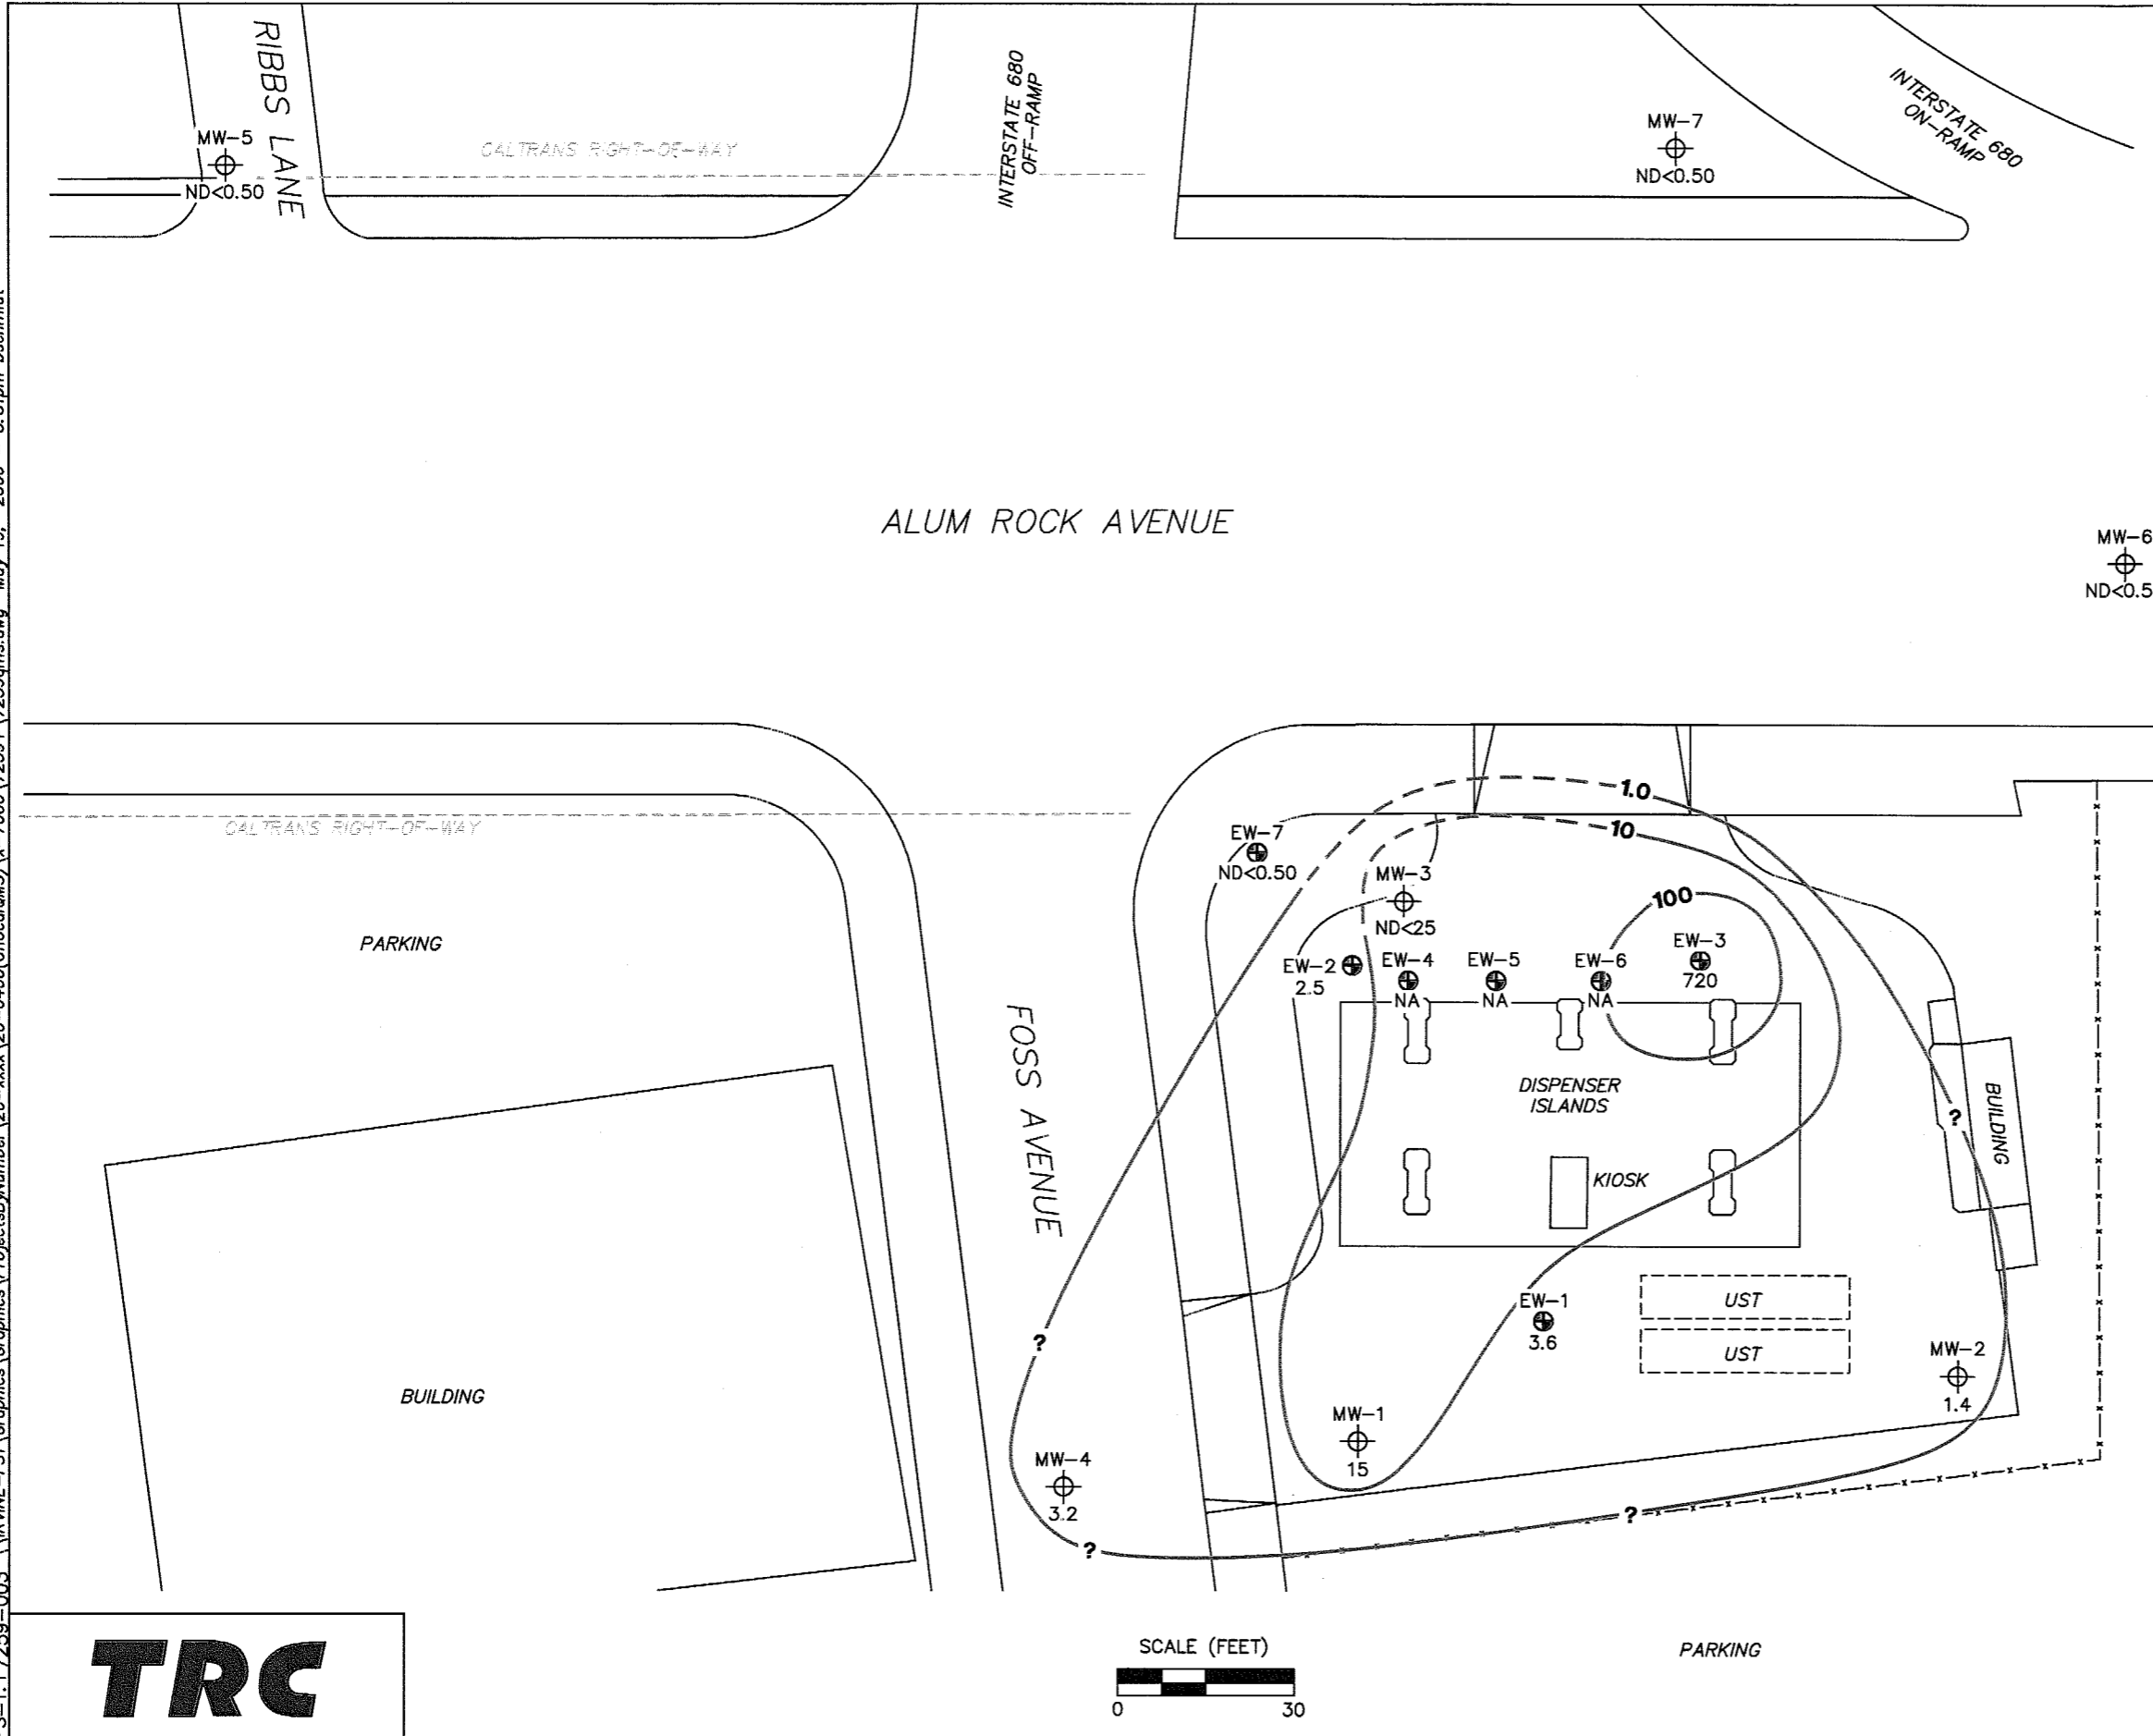 RIBBS LANE
MW-5
ND<0.50
CALTRANS RIGHT-OF-WAY
INTERSTATE 680
OFF-RAMP
MW-7
ND<0.50
INTERSTATE 680
ON-RAMP
ALUM ROCK AVENUE
MW-6
ND<0.5
CALTRANS RIGHT-OF-WAY
1.0
10
EW-7
ND<0.50
MW-3
ND<25
100
EW-3
720
EW-2
2.5
EW-4
NA
EW-5
NA
EW-6
NA
PARKING
FOSS AVENUE
DISPENSER
ISLANDS
KIOSK
BUILDING
?
?
EW-1
3.6
UST
UST
MW-2
1.4
BUILDING
MW-1
15
MW-4
3.2
?
?
TRC
SCALE (FEET)
0 30
PARKING